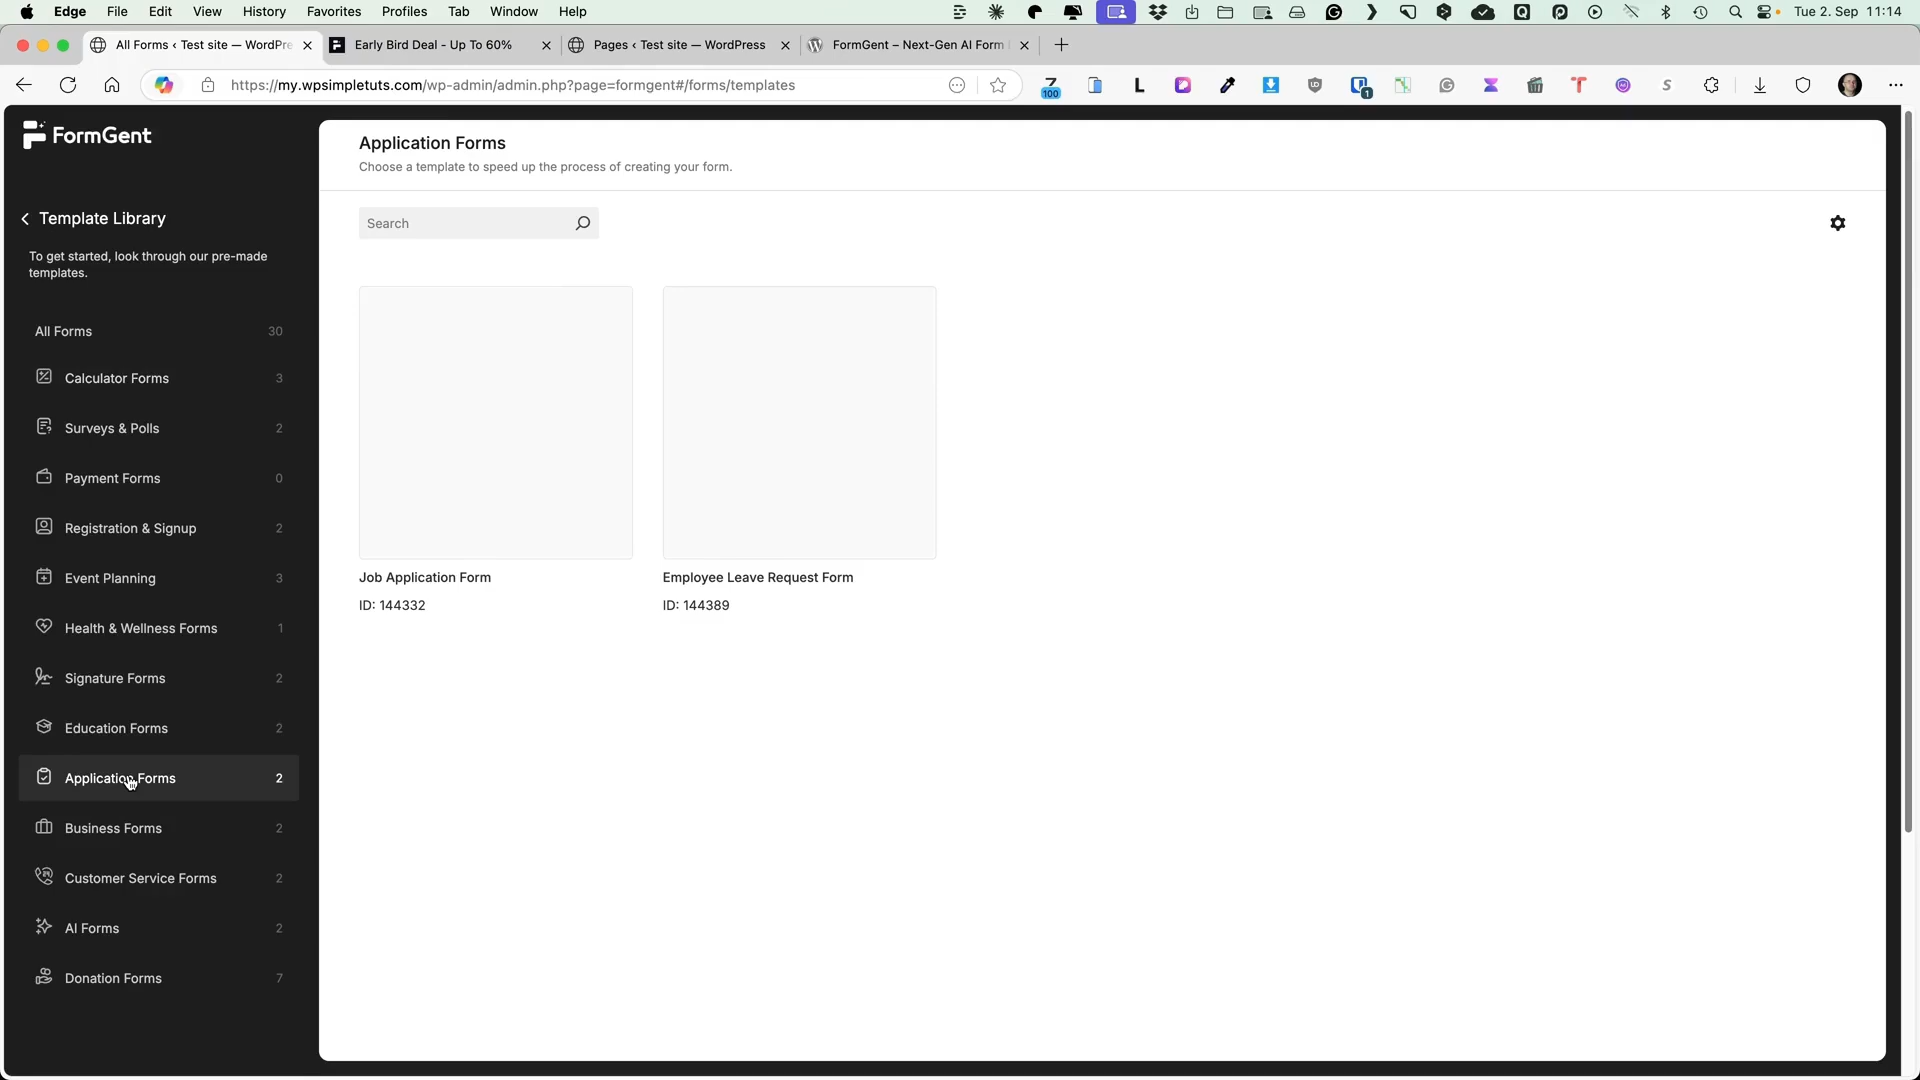 Edge File Edit View History Favorites Profiles Tab Window Help Tue 2. Sep 11:14
All Forms ‹ Test site — WordPre
Early Bird Deal - Up To 60%
Pages ‹ Test site — WordPress
FormGent – Next-Gen AI Form
https://my.wpsimpletuts.com/wp-admin/admin.php?page=formgent#/forms/templates
100
1
FormGent
Template Library
To get started, look through our pre-made
templates.
All Forms 30
Calculator Forms 3
Surveys & Polls 2
Payment Forms 0
Registration & Signup 2
Event Planning 3
Health & Wellness Forms 1
Signature Forms 2
Education Forms 2
Application Forms 2
Business Forms 2
Customer Service Forms 2
AI Forms 2
Donation Forms 7
Application Forms
Choose a template to speed up the process of creating your form.
Search
Job Application Form
ID: 144332
Employee Leave Request Form
ID: 144389